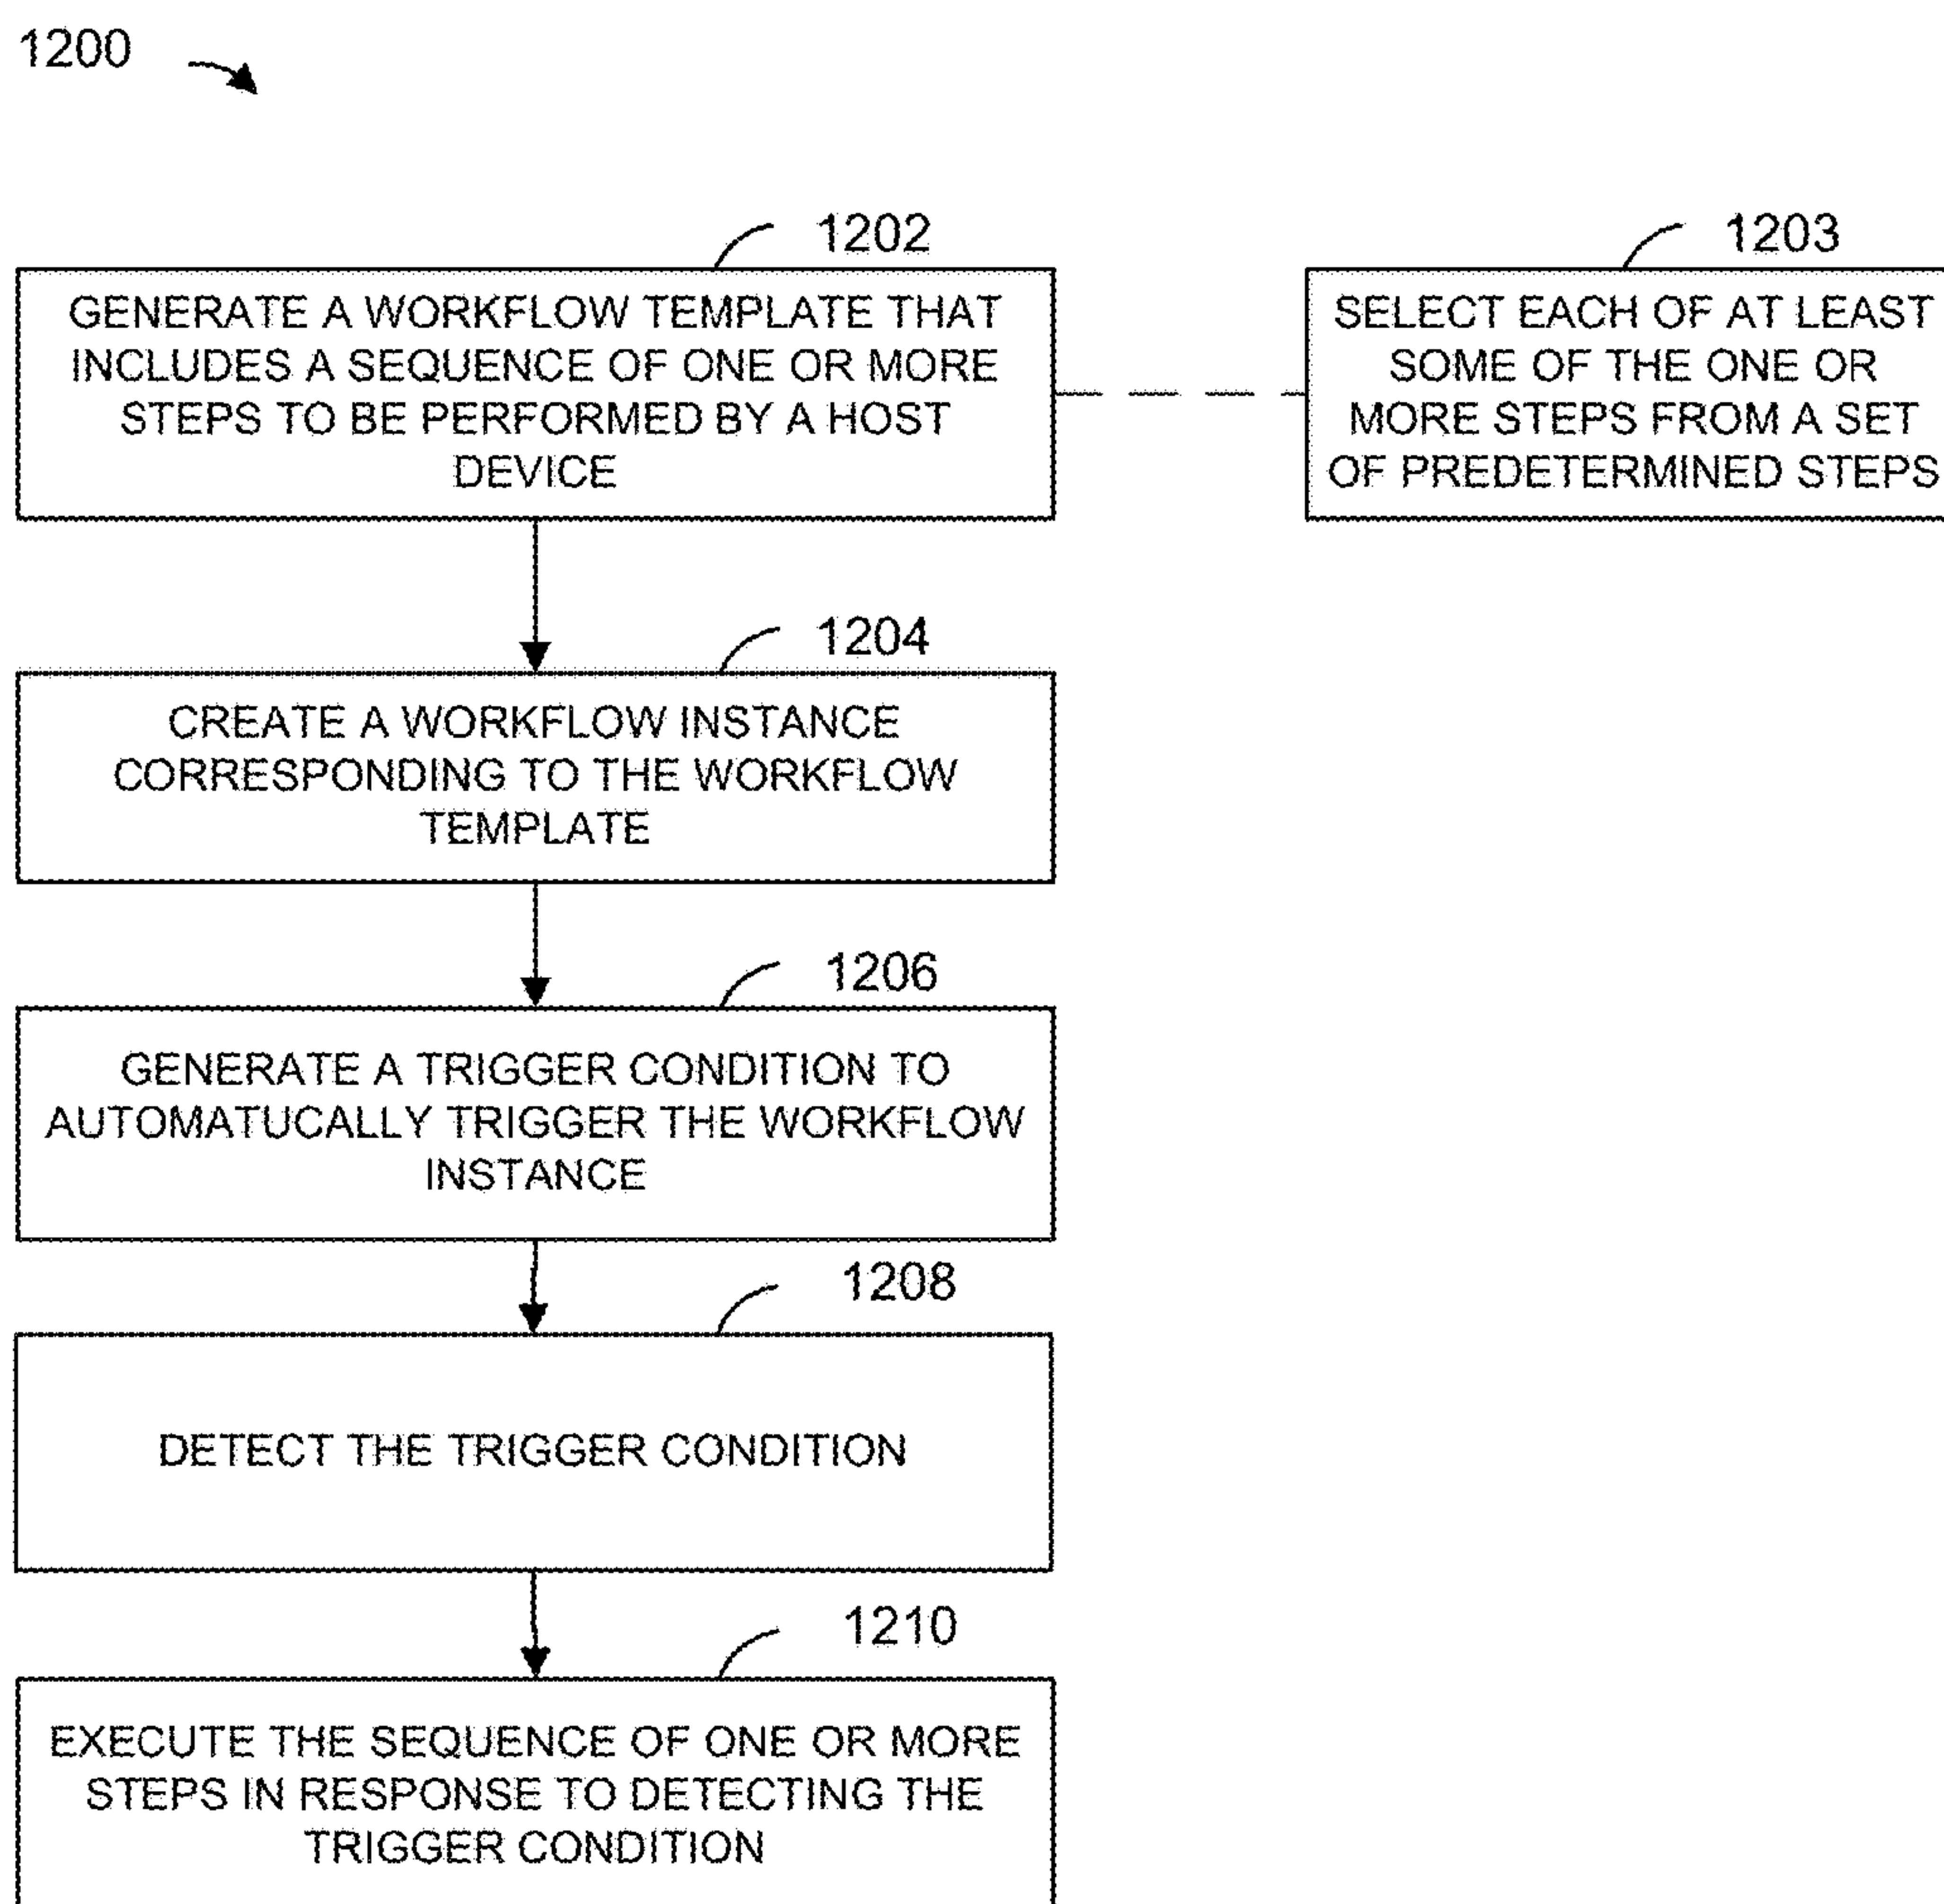 1200
1202
GENERATE A WORKFLOW TEMPLATE THAT
INCLUDES A SEQUENCE OF ONE OR MORE
STEPS TO BE PERFORMED BY A HOST
DEVICE
1203
SELECT EACH OF AT LEAST
SOME OF THE ONE OR
MORE STEPS FROM A SET
OF PREDETERMINED STEPS
1204
CREATE A WORKFLOW INSTANCE
CORRESPONDING TO THE WORKFLOW
TEMPLATE
1206
GENERATE A TRIGGER CONDITION TO
AUTOMATUCALLY TRIGGER THE WORKFLOW
INSTANCE
1208
DETECT THE TRIGGER CONDITION
1210
EXECUTE THE SEQUENCE OF ONE OR MORE
STEPS IN RESPONSE TO DETECTING THE
TRIGGER CONDITION